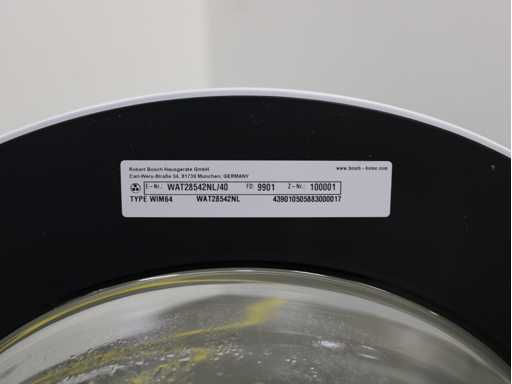 Robert Bosch Hausgeräte GmbH www.bosch-home.com
Carl-Wery-Straße 34, 81739 München, GERMANY
E-Nr.: WAT28542NL/40 FD: 9901 Z-Nr.: 100001
TYPE WIM64 WAT28542NL 439010505883000017